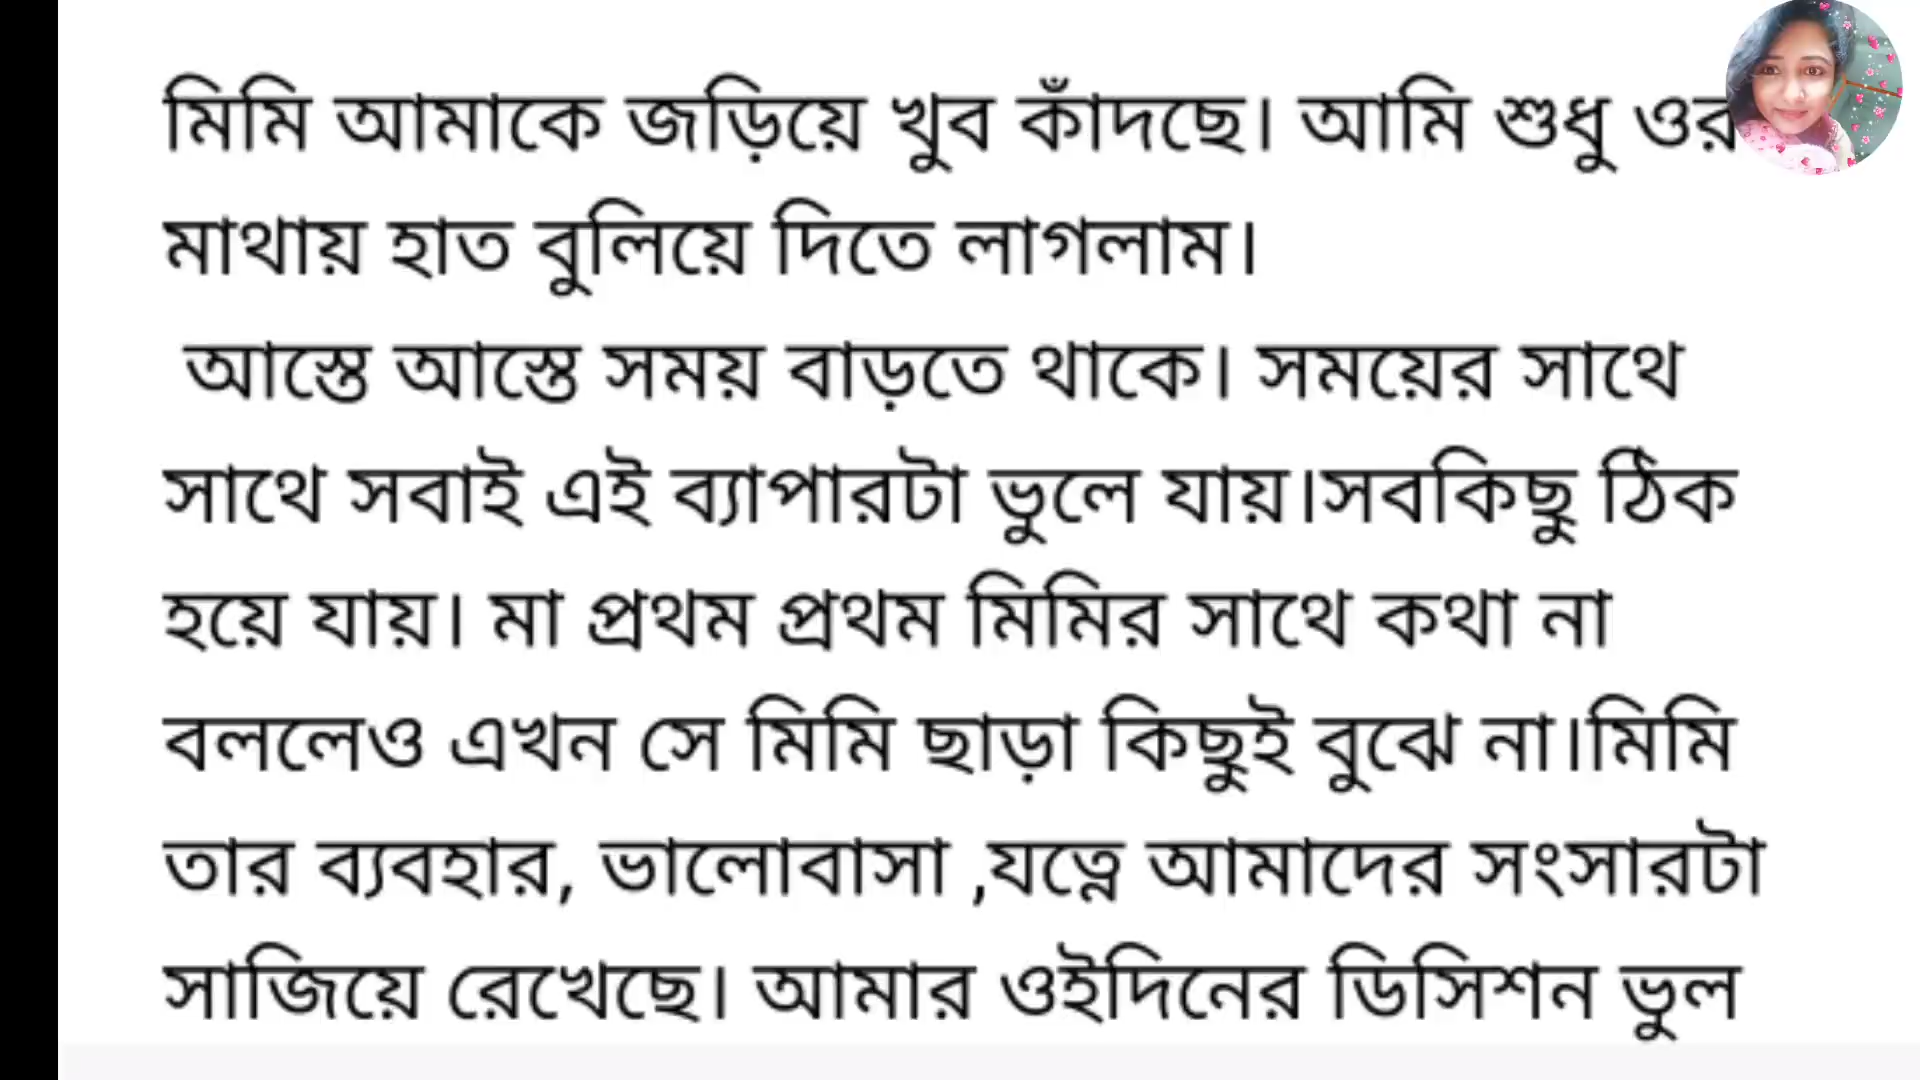 মিমি আমাকে জড়িয়ে খুব কাঁদছে। আমি শুধু ওর
মাথায় হাত বুলিয়ে দিতে লাগলাম।
আস্তে আস্তে সময় বাড়তে থাকে। সময়ের সাথে
সাথে সবাই এই ব্যাপারটা ভুলে যায়।সবকিছু ঠিক
হয়ে যায়। মা প্রথম প্রথম মিমির সাথে কথা না
বললেও এখন সে মিমি ছাড়া কিছুই বুঝে না।মিমি
তার ব্যবহার, ভালোবাসা ,যত্নে আমাদের সংসারটা
সাজিয়ে রেখেছে। আমার ওইদিনের ডিসিশন ভুল